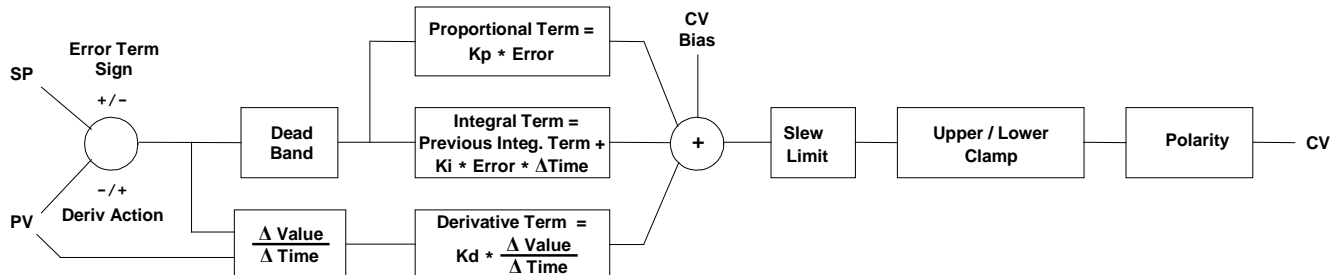 SP
Error Term
Sign
+/−
−/+
Deriv Action
PV
Dead
Band
Δ Value
Δ Time
Proportional Term =
Kp * Error
Integral Term =
Previous Integ. Term +
Ki * Error * ΔTime
Derivative Term =
Kd * Δ Value
Δ Time
CV
Bias
+
Slew
Limit
Upper / Lower
Clamp
Polarity
CV